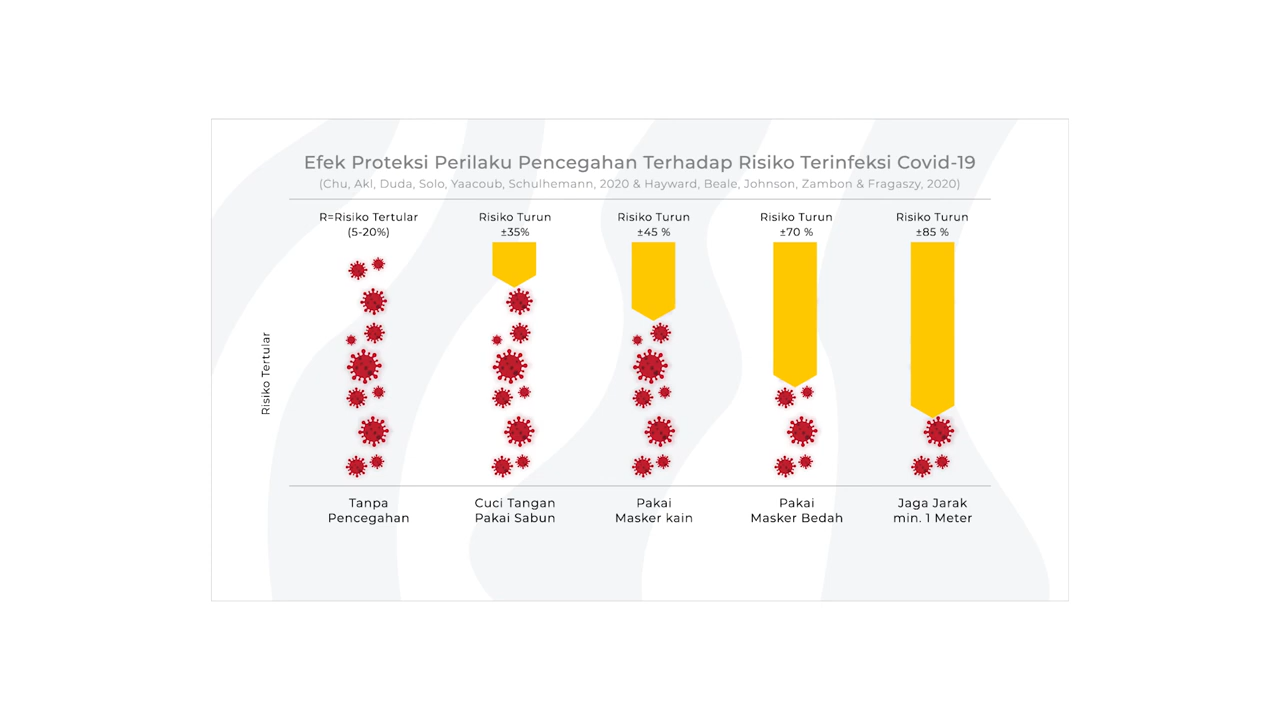 Efek Proteksi Perilaku Pencegahan Terhadap Risiko Terinfeksi Covid-19
(Chu, Akl, Duda, Solo, Yaacoub, Schulhemann, 2020 & Hayward, Beale, Johnson, Zambon & Fragaszy, 2020)
R=Risiko Tertular
(5-20%)
Risiko Turun
±35%
Risiko Turun
±45 %
Risiko Turun
±70 %
Risiko Turun
±85 %
Risiko Tertular
Tanpa
Pencegahan
Cuci Tangan
Pakai Sabun
Pakai
Masker kain
Pakai
Masker Bedah
Jaga Jarak
min. 1 Meter